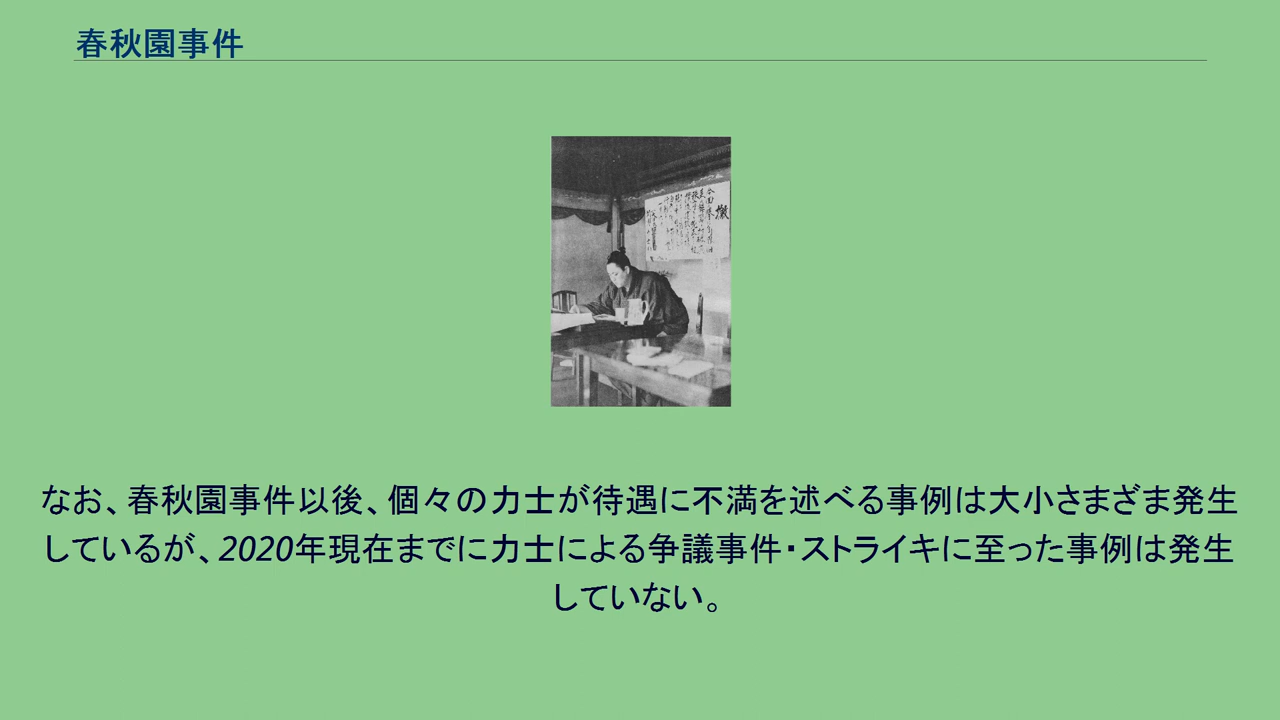 春秋園事件
檄
なお、春秋園事件以後、個々の力士が待遇に不満を述べる事例は大小さまざま発生
しているが、2020年現在までに力士による争議事件・ストライキに至った事例は発生
していない。